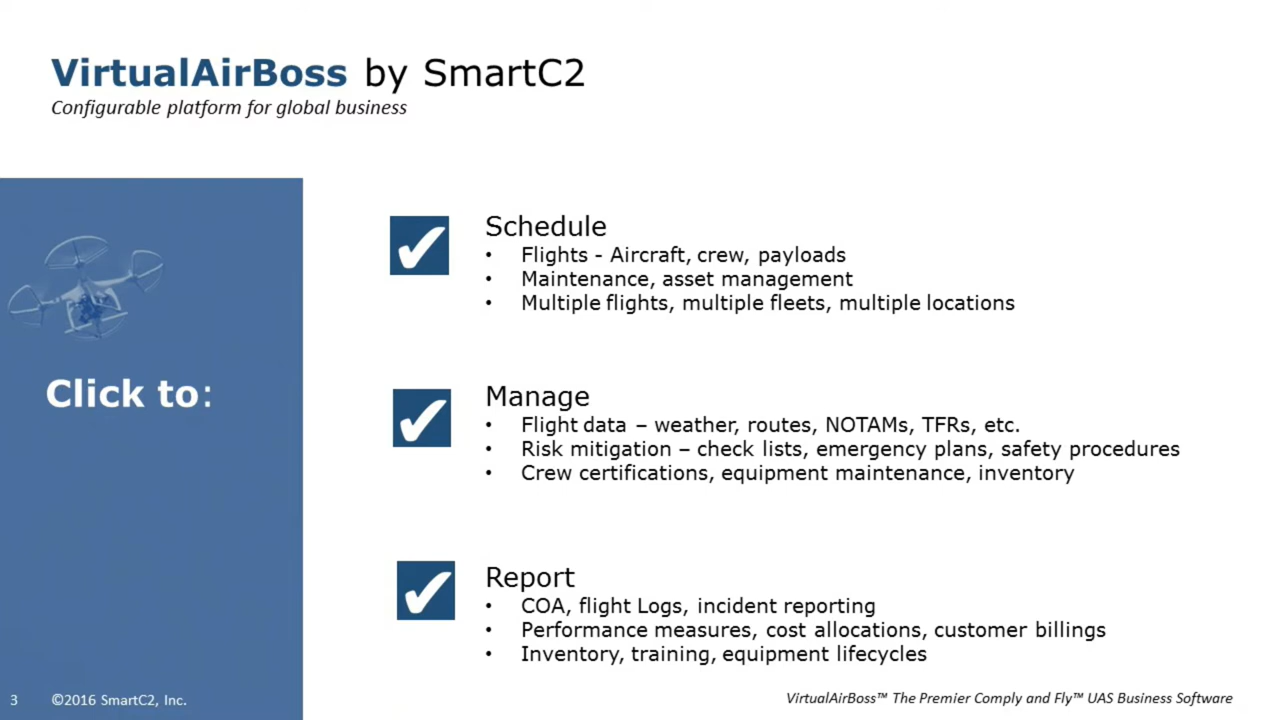 VirtualAirBoss by SmartC2
Configurable platform for global business
Click to:
Schedule
• Flights - Aircraft, crew, payloads
• Maintenance, asset management
• Multiple flights, multiple fleets, multiple locations
Manage
• Flight data – weather, routes, NOTAMs, TFRs, etc.
• Risk mitigation – check lists, emergency plans, safety procedures
• Crew certifications, equipment maintenance, inventory
Report
• COA, flight Logs, incident reporting
• Performance measures, cost allocations, customer billings
• Inventory, training, equipment lifecycles
3 ©2016 SmartC2, Inc.
VirtualAirBoss™ The Premier Comply and Fly™ UAS Business Software